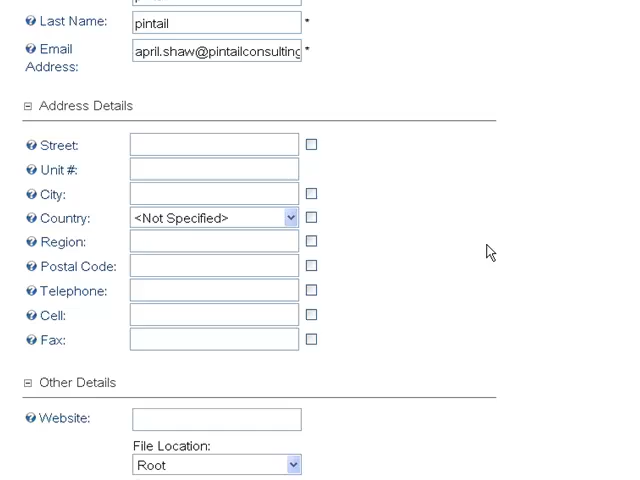 Last Name: pintail *
Email Address: april.shaw@pintailconsulting *
Address Details
Street:
Unit #:
City:
Country: <Not Specified>
Region:
Postal Code:
Telephone:
Cell:
Fax:
Other Details
Website:
File Location:
Root